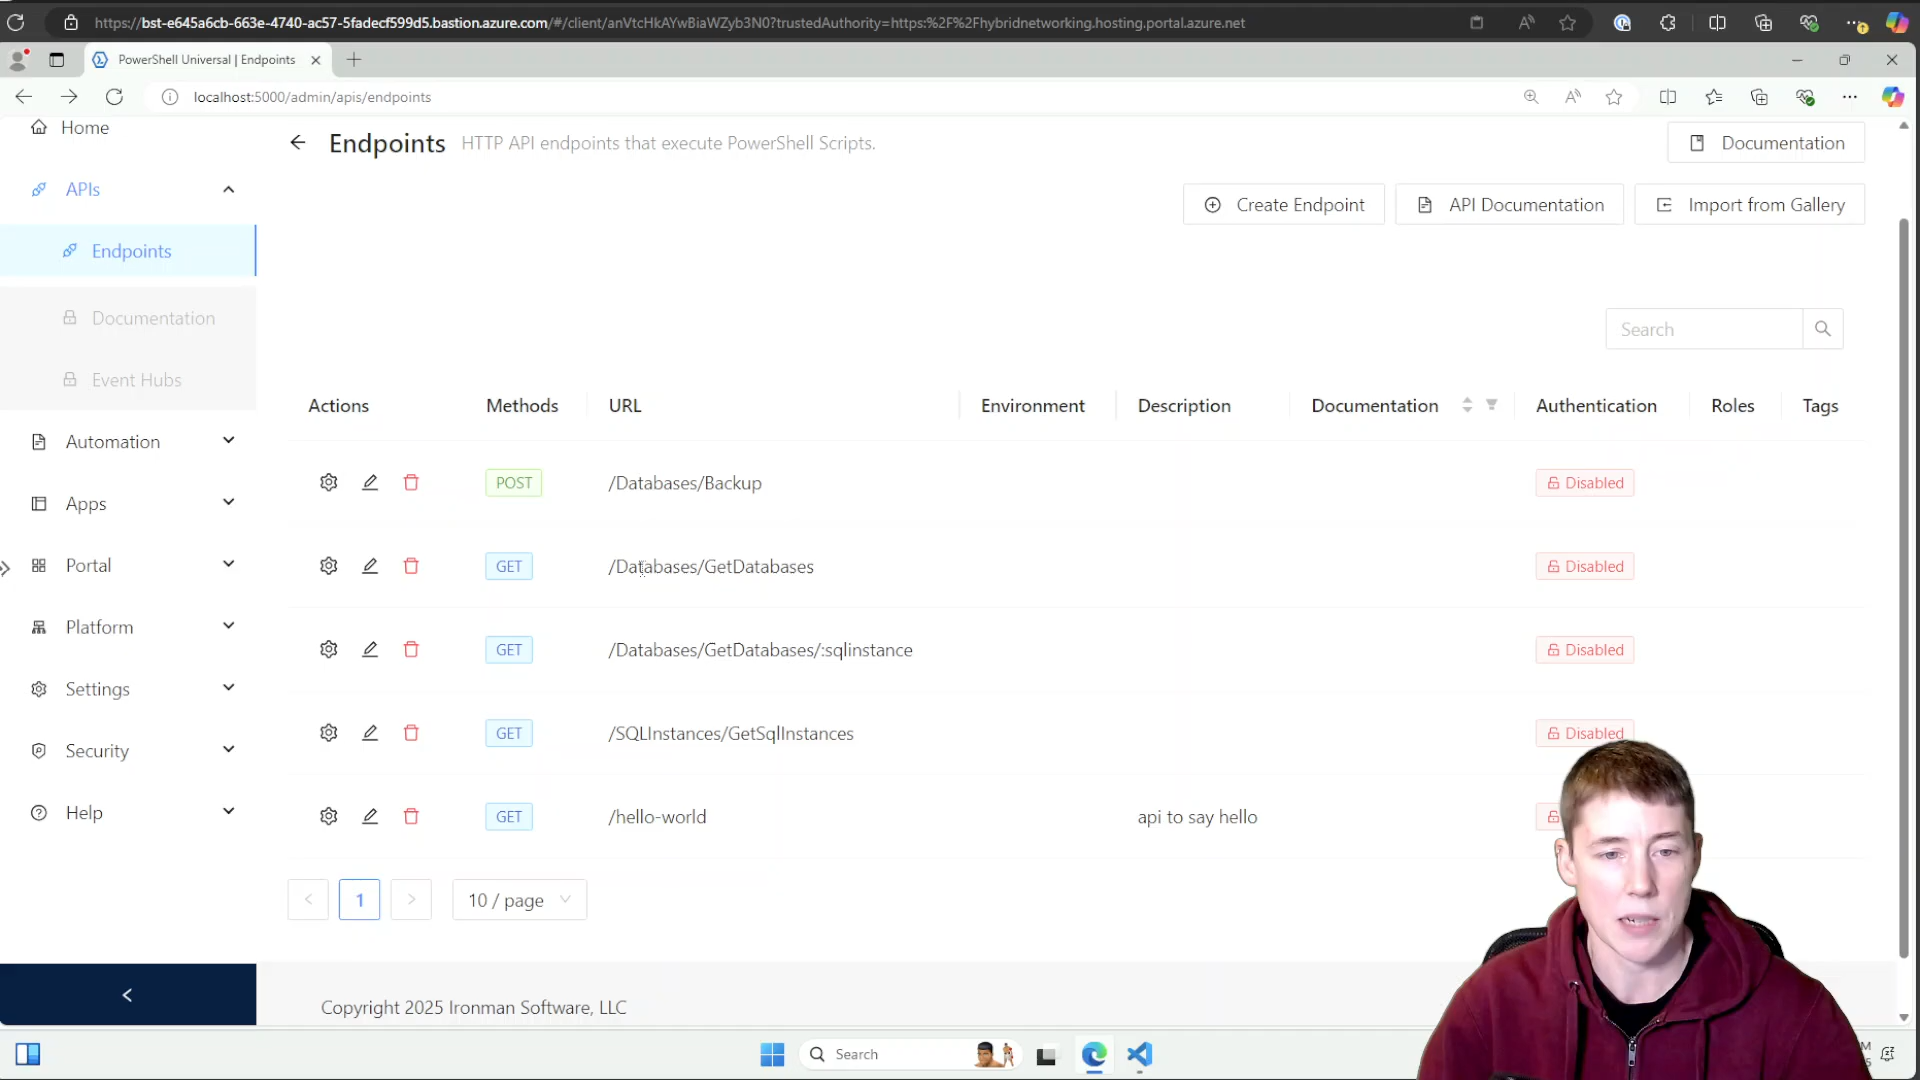 https://bst-e645a6cb-663e-4740-ac57-5fadecf599d5.bastion.azure.com/#/client/anVtcHkAYwBiaWZyb3N0?trustedAuthority=https:%2F%2Fhybridnetworking.hosting.portal.azure.net
PowerShell Universal | Endpoints
localhost:5000/admin/apis/endpoints
Home
Endpoints HTTP API endpoints that execute PowerShell Scripts.
Documentation
APIs
Create Endpoint
API Documentation
Import from Gallery
Endpoints
Documentation
Search
Event Hubs
Actions Methods URL Environment Description Documentation Authentication Roles Tags
Automation
POST /Databases/Backup Disabled
Apps
GET /Databases/GetDatabases Disabled
Portal
Platform
GET /Databases/GetDatabases/:sqlinstance Disabled
Settings
GET /SQLInstances/GetSqlInstances Disabled
Security
Help
GET /hello-world api to say hello
1
10 / page
Copyright 2025 Ironman Software, LLC
Search